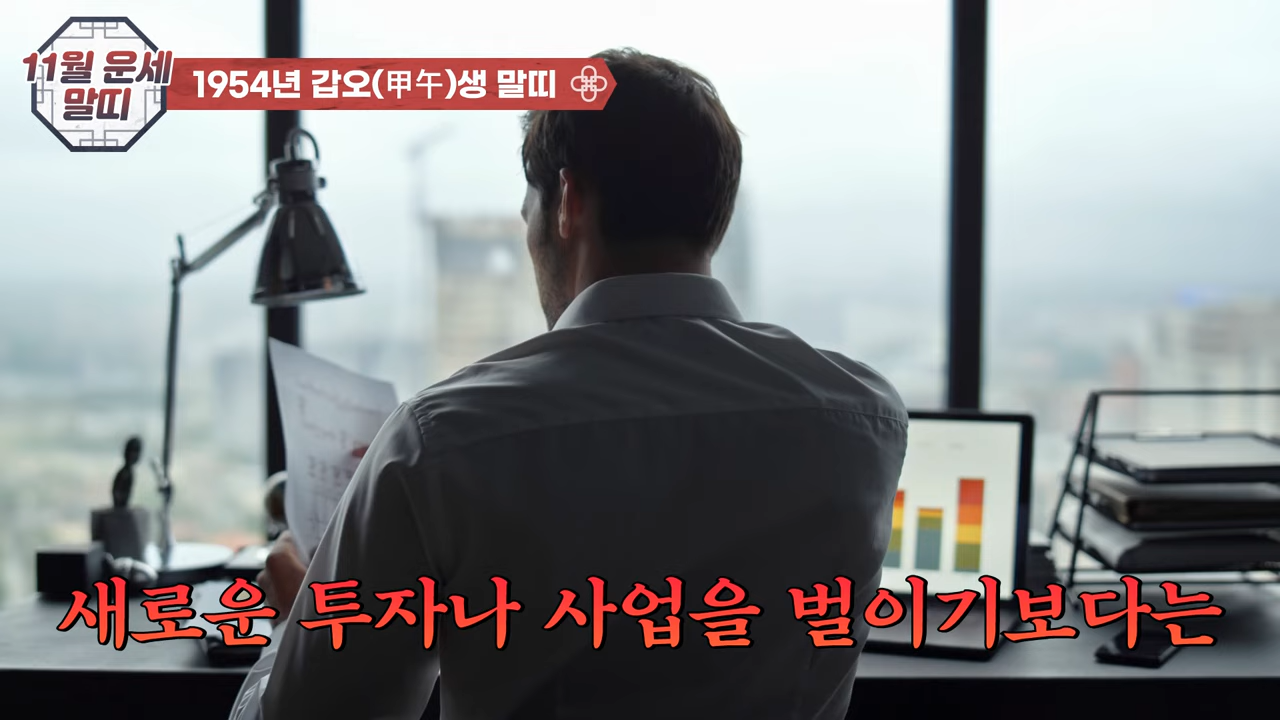 11월 운세
말띠
1954년 갑오(甲午)생 말띠
새로운 투자나 사업을 벌이기보다는